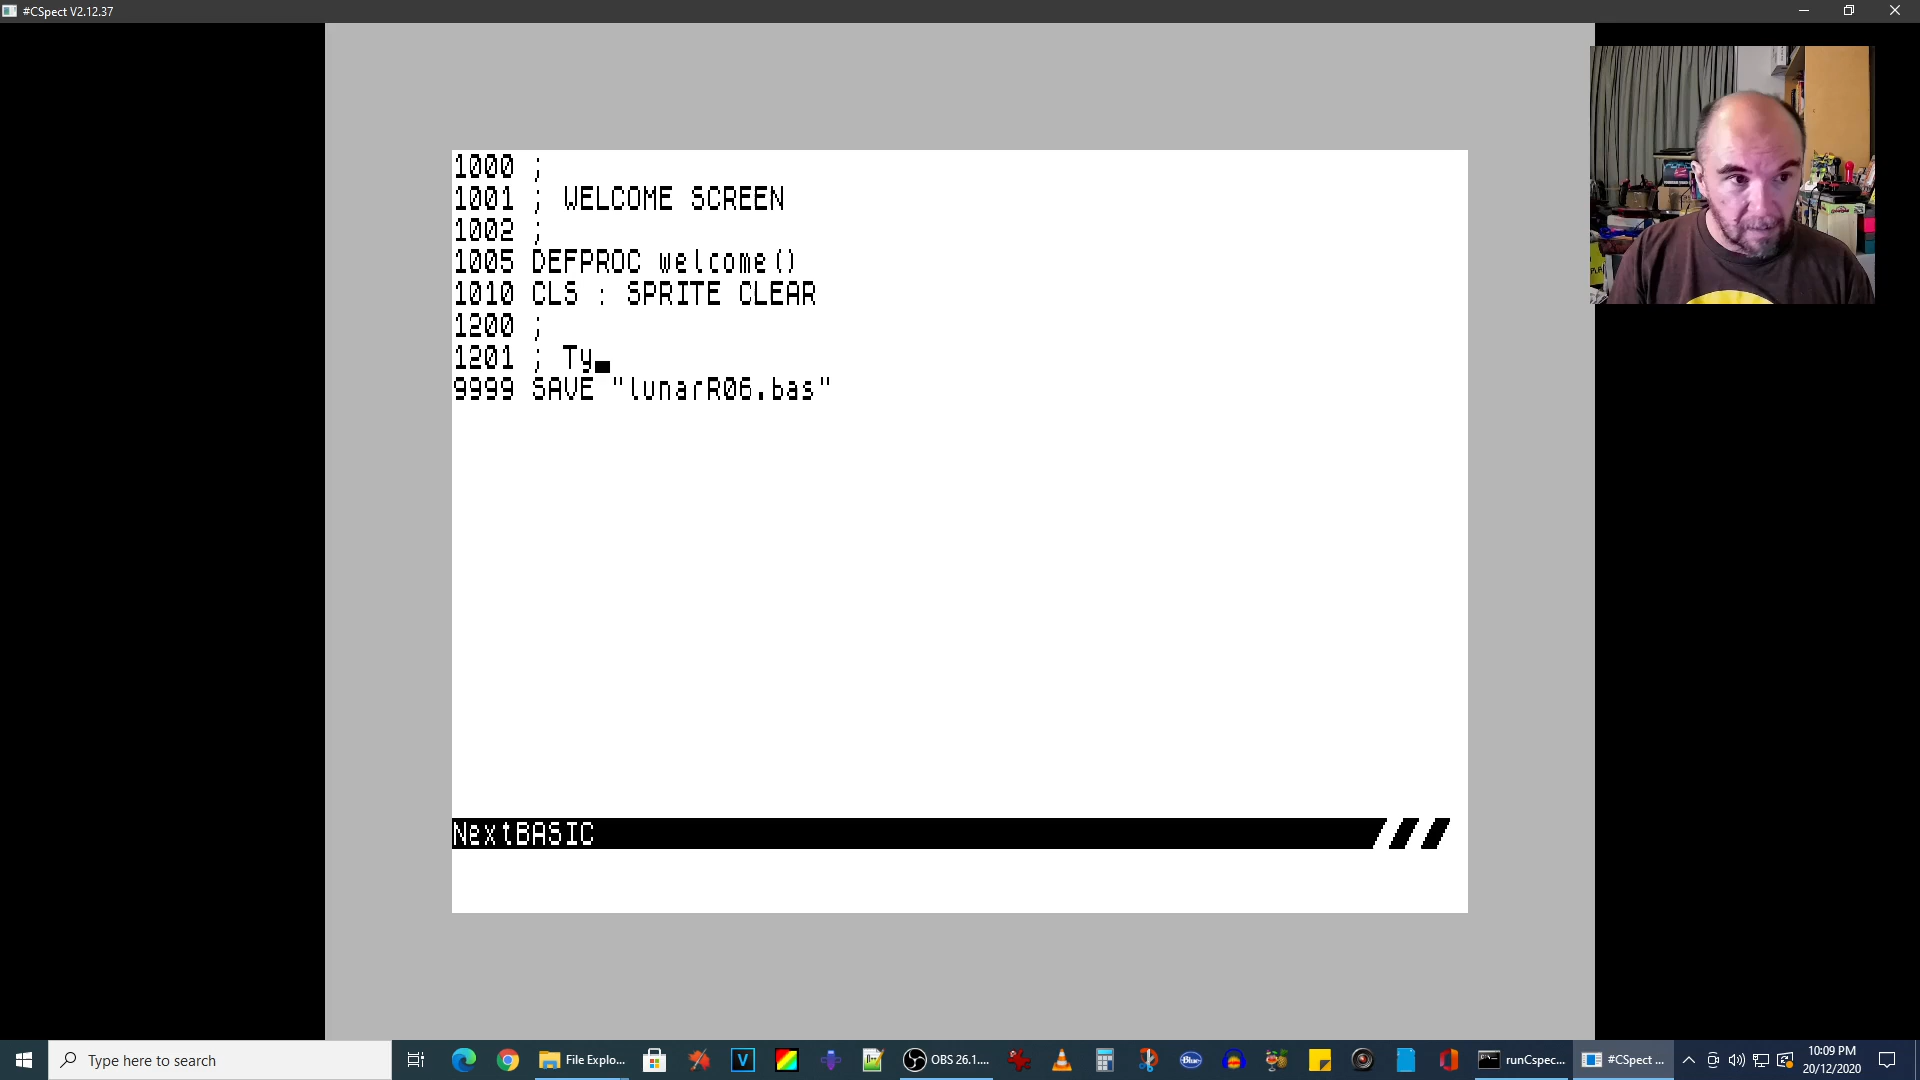 #CSpect V2.12.37
1000 ;
1001 ; WELCOME SCREEN
1002 ;
1005 DEFPROC welcome()
1010 CLS : SPRITE CLEAR
1200 ;
1201 ; Ty
9999 SAVE "lunarR06.bas"
NextBASIC
Type here to search
File Explo...
V
OBS 26.1....
Blue
runCspec...
#CSpect ...
10:09 PM
20/12/2020